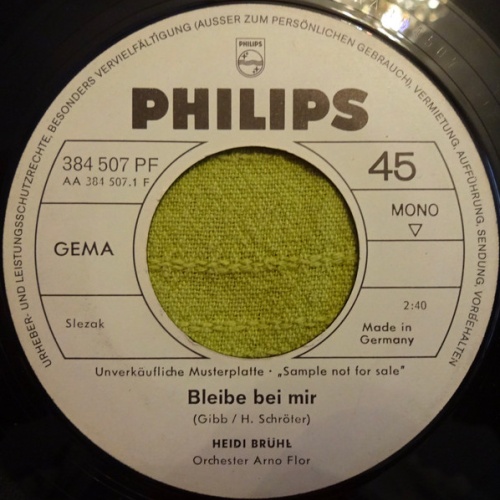 URHEBER- UND LEISTUNGSSCHUTZRECHTE, BESONDERS VERVIELFÄLTIGUNG (AUSSER ZUM PERSÖNLICHEN GEBRAUCH), VERMIETUNG, AUFFÜHRUNG, SENDUNG, VORBEHALTEN
PHILIPS
PHILIPS
384 507 PF
AA 384 507.1 F
45
MONO
GEMA
2:40
Slezak
Made in
Germany
Unverkäufliche Musterplatte · „Sample not for sale"
Bleibe bei mir
(Gibb / H. Schröter)
HEIDI BRÜHL
Orchester Arno Flor